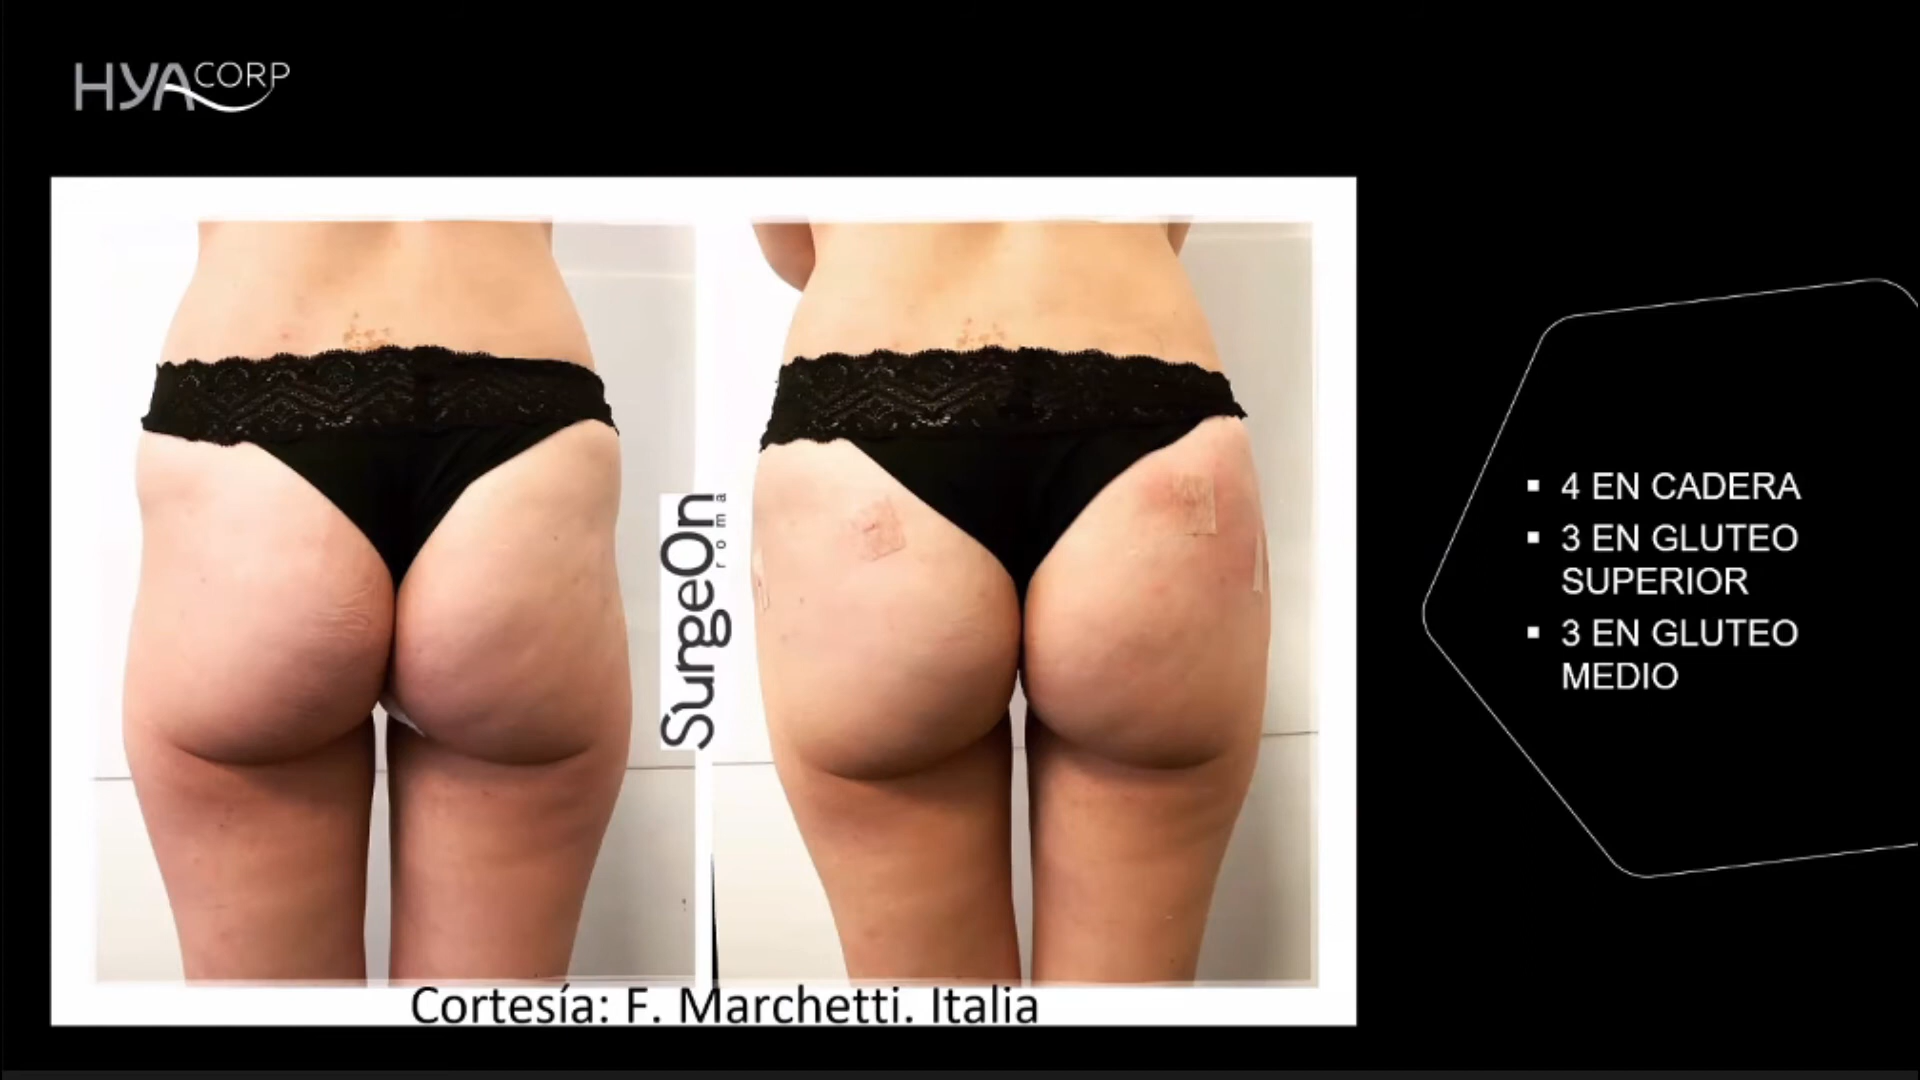 HYACORP
SurgeOn
roma
4 EN CADERA
3 EN GLUTEO
SUPERIOR
3 EN GLUTEO
MEDIO
Cortesía: F. Marchetti. Italia